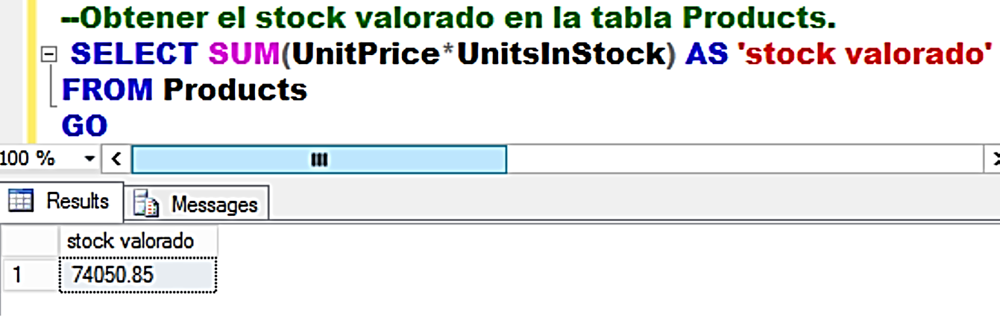 --Obtener el stock valorado en la tabla Products.
SELECT SUM(UnitPrice*UnitsInStock) AS 'stock valorado'
FROM Products
GO
100 %
Results Messages
stock valorado
1 74050.85